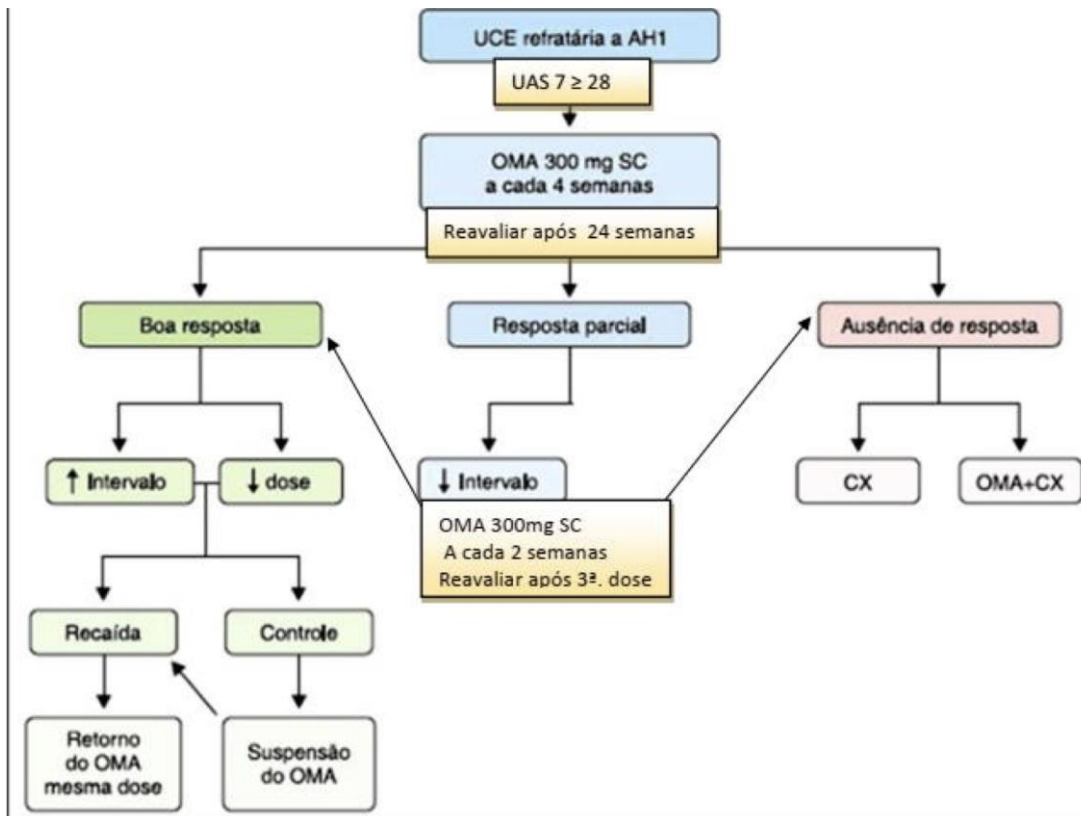 UCE refratária a AH1
UAS 7 ≥ 28
OMA 300 mg SC
a cada 4 semanas
Reavaliar após 24 semanas
Boa resposta
Resposta parcial
Ausência de resposta
↑ Intervalo
↓ dose
↓ Intervalo
CX
OMA+CX
OMA 300mg SC
A cada 2 semanas
Reavaliar após 3ª. dose
Recaída
Controle
Retorno
do OMA
mesma dose
Suspensão
do OMA